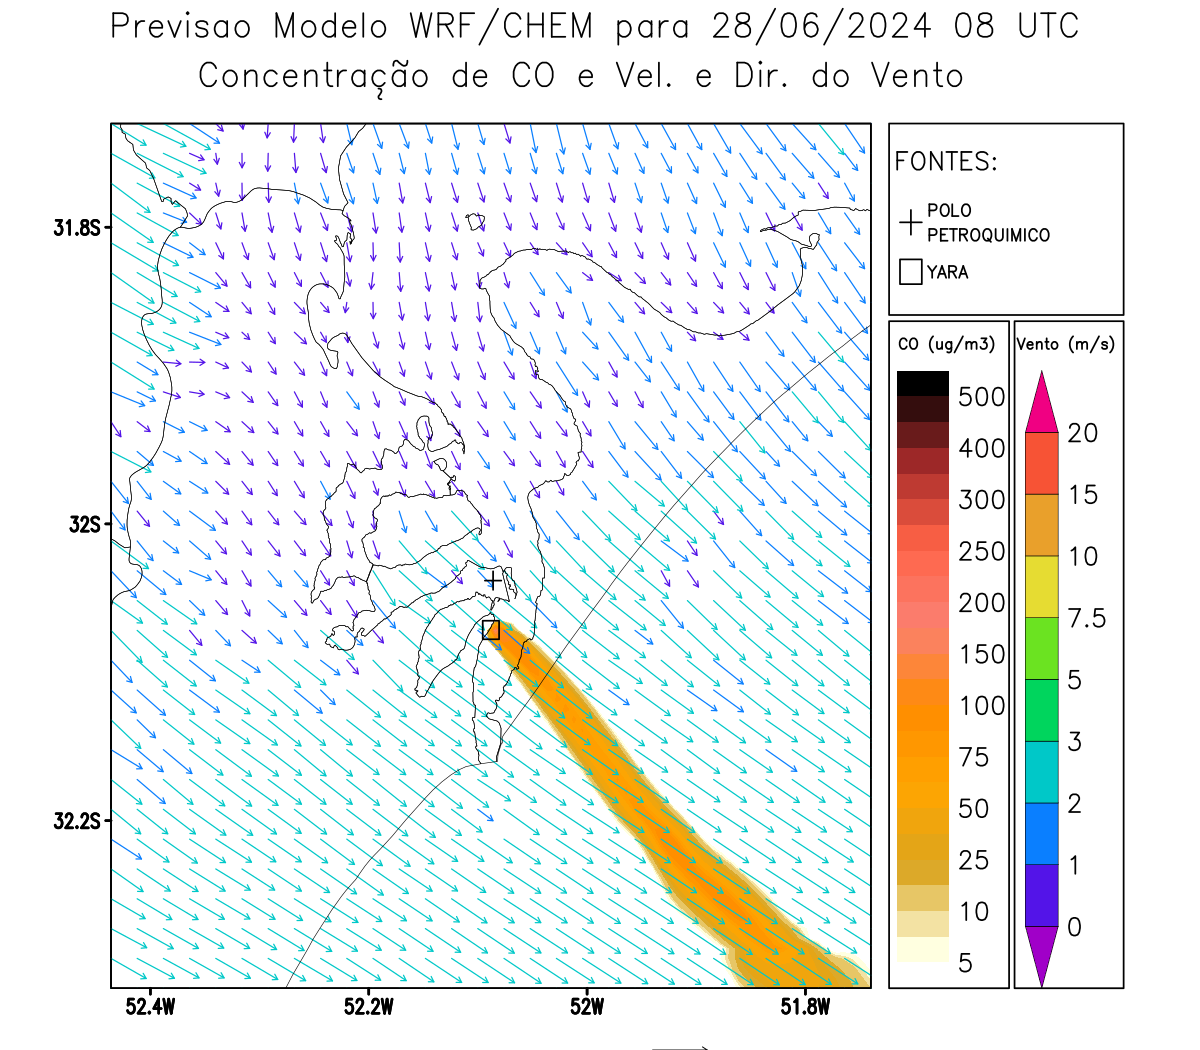 Previsao Modelo WRF/CHEM para 28/06/2024 08 UTC
Concentração de CO e Vel. e Dir. do Vento
FONTES:
POLO
PETROQUIMICO
YARA
CO (ug/m3)
500
400
300
250
200
150
100
75
50
25
10
5
Vento (m/s)
20
15
10
7.5
5
3
2
1
0
31.8S
32S
32.2S
52.4W
52.2W
52W
51.8W